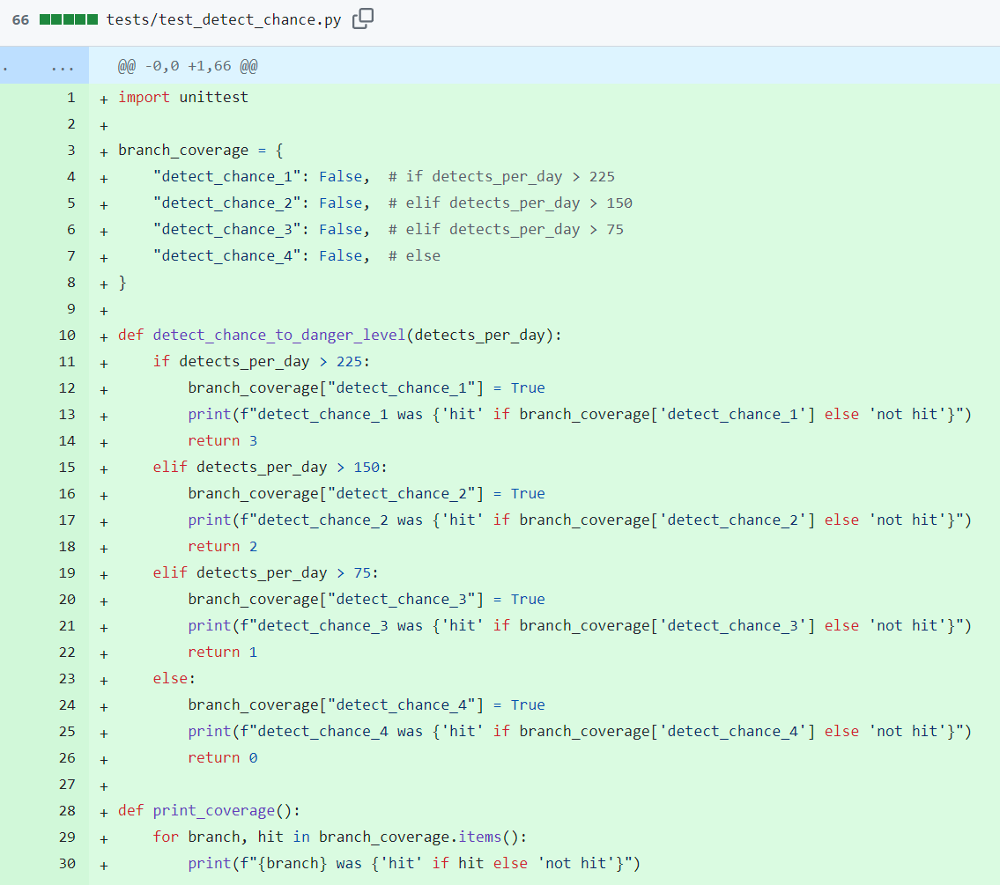 66 tests/test_detect_chance.py
. ... @@ -0,0 +1,66 @@
1 + import unittest
2 +
3 + branch_coverage = {
4 +     "detect_chance_1": False,  # if detects_per_day > 225
5 +     "detect_chance_2": False,  # elif detects_per_day > 150
6 +     "detect_chance_3": False,  # elif detects_per_day > 75
7 +     "detect_chance_4": False,  # else
8 + }
9 +
10 + def detect_chance_to_danger_level(detects_per_day):
11 +     if detects_per_day > 225:
12 +         branch_coverage["detect_chance_1"] = True
13 +         print(f"detect_chance_1 was {'hit' if branch_coverage['detect_chance_1'] else 'not hit'}")
14 +         return 3
15 +     elif detects_per_day > 150:
16 +         branch_coverage["detect_chance_2"] = True
17 +         print(f"detect_chance_2 was {'hit' if branch_coverage['detect_chance_2'] else 'not hit'}")
18 +         return 2
19 +     elif detects_per_day > 75:
20 +         branch_coverage["detect_chance_3"] = True
21 +         print(f"detect_chance_3 was {'hit' if branch_coverage['detect_chance_3'] else 'not hit'}")
22 +         return 1
23 +     else:
24 +         branch_coverage["detect_chance_4"] = True
25 +         print(f"detect_chance_4 was {'hit' if branch_coverage['detect_chance_4'] else 'not hit'}")
26 +         return 0
27 +
28 + def print_coverage():
29 +     for branch, hit in branch_coverage.items():
30 +         print(f"{branch} was {'hit' if hit else 'not hit'}")